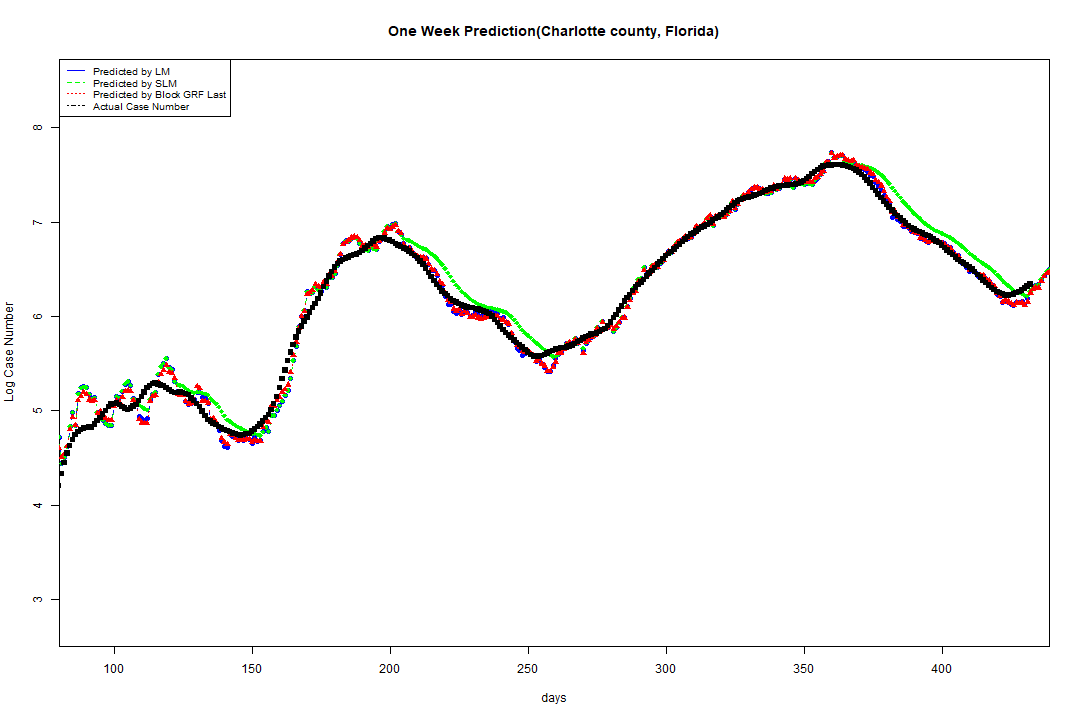 One Week Prediction(Charlotte county, Florida)
Predicted by LM
Predicted by SLM
Predicted by Block GRF Last
Actual Case Number
Log Case Number
8
7
6
5
4
3
100 150 200 250 300 350 400
days